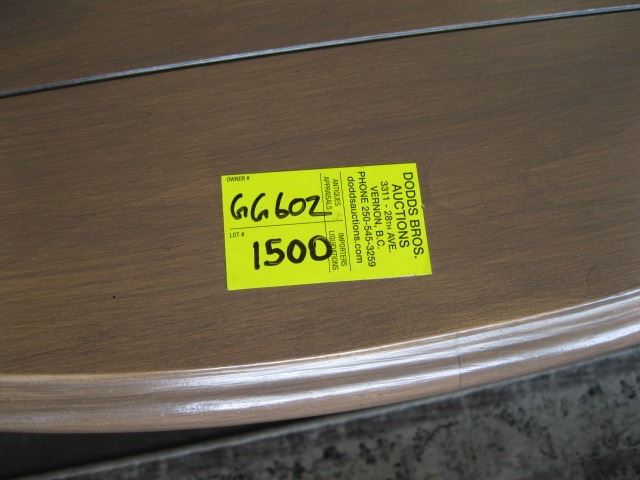 OWNER #
GG602
LOT #
1500
ANTIQUES
APPRAISALS
IMPORTERS
LIQUIDATIONS
DODDS BROS.
AUCTIONS
3311 - 28TH AVE.
VERNON, B.C.
PHONE 250-545-3259
doddsauctions.com